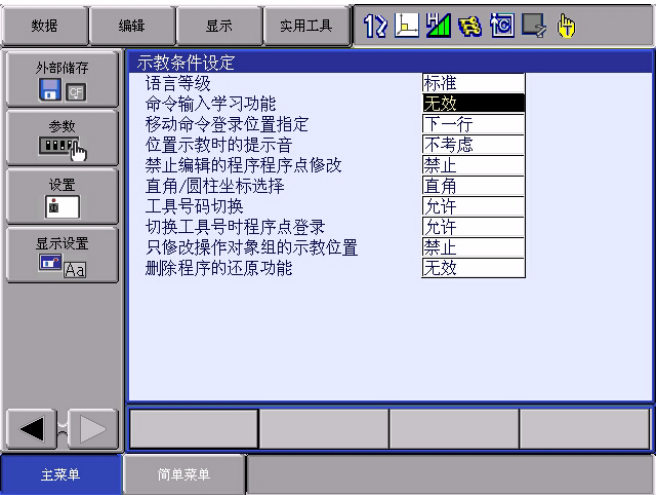 数据 编辑 显示 实用工具
外部储存
CF
参数
设置
显示设置
Aa
示教条件设定
语言等级 标准
命令输入学习功能 无效
移动命令登录位置指定 下一行
位置示教时的提示音 不考虑
禁止编辑的程序程序点修改 禁止
直角/圆柱坐标选择 直角
工具号码切换 允许
切换工具号时程序点登录 允许
只修改操作对象组的示教位置 禁止
删除程序的还原功能 无效
主菜单 简单菜单